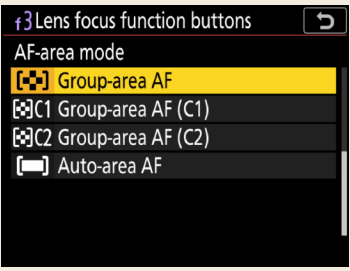 f3 Lens focus function buttons
AF-area mode
Group-area AF
C1 Group-area AF (C1)
C2 Group-area AF (C2)
Auto-area AF